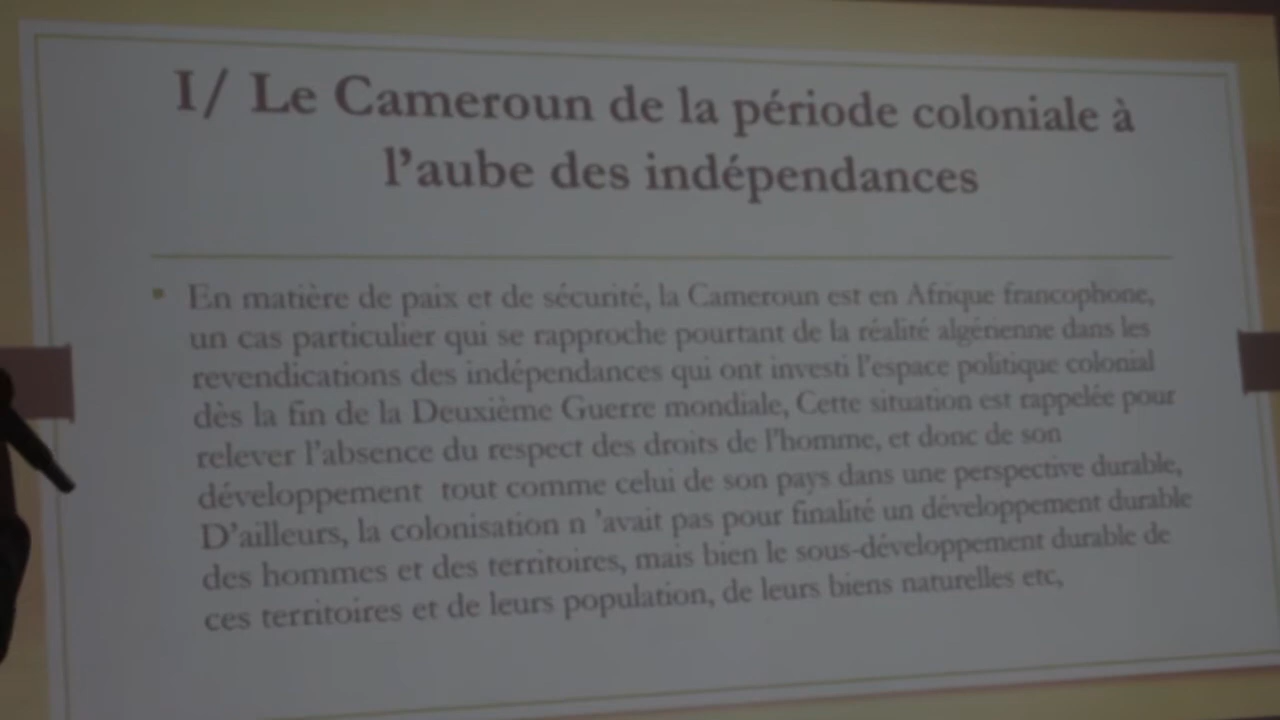 I/ Le Cameroun de la période coloniale à
l'aube des indépendances
En matière de paix et de sécurité, la Cameroun est en Afrique francophone,
un cas particulier qui se rapproche pourtant de la réalité algérienne dans les
revendications des indépendances qui ont investi l'espace politique colonial
dès la fin de la Deuxième Guerre mondiale, Cette situation est rappelée pour
relever l'absence du respect des droits de l'homme, et donc de son
développement tout comme celui de son pays dans une perspective durable,
D'ailleurs, la colonisation n 'avait pas pour finalité un développement durable
des hommes et des territoires, mais bien le sous-développement durable de
ces territoires et de leurs population, de leurs biens naturelles etc,